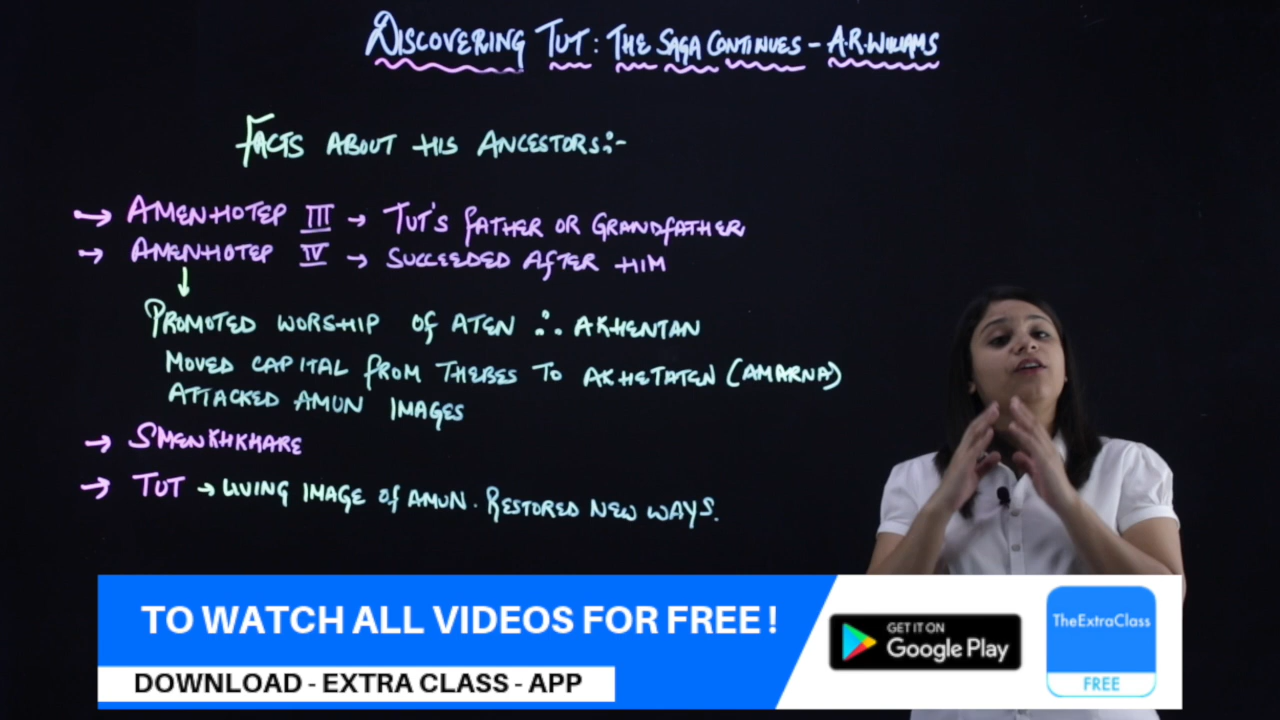 DISCOVERING TUT: THE SAGA CONTINUES - A.R.WILLIAMS
FACTS ABOUT HIS ANCESTORS:-
→ AMENHOTEP III → TUT'S FATHER OR GRANDFATHER
→ AMENHOTEP IV → SUCCEEDED AFTER HIM
↓
PROMOTED WORSHIP OF ATEN ∴ AKHENTAN
MOVED CAPITAL FROM THEBES TO AKHETATEN (AMARNA)
ATTACKED AMUN IMAGES
→ SMENKHKHARE
→ TUT → LIVING IMAGE OF AMUN. RESTORED NEW WAYS.
TO WATCH ALL VIDEOS FOR FREE!
DOWNLOAD - EXTRA CLASS - APP
GET IT ON
Google Play
TheExtraClass
FREE